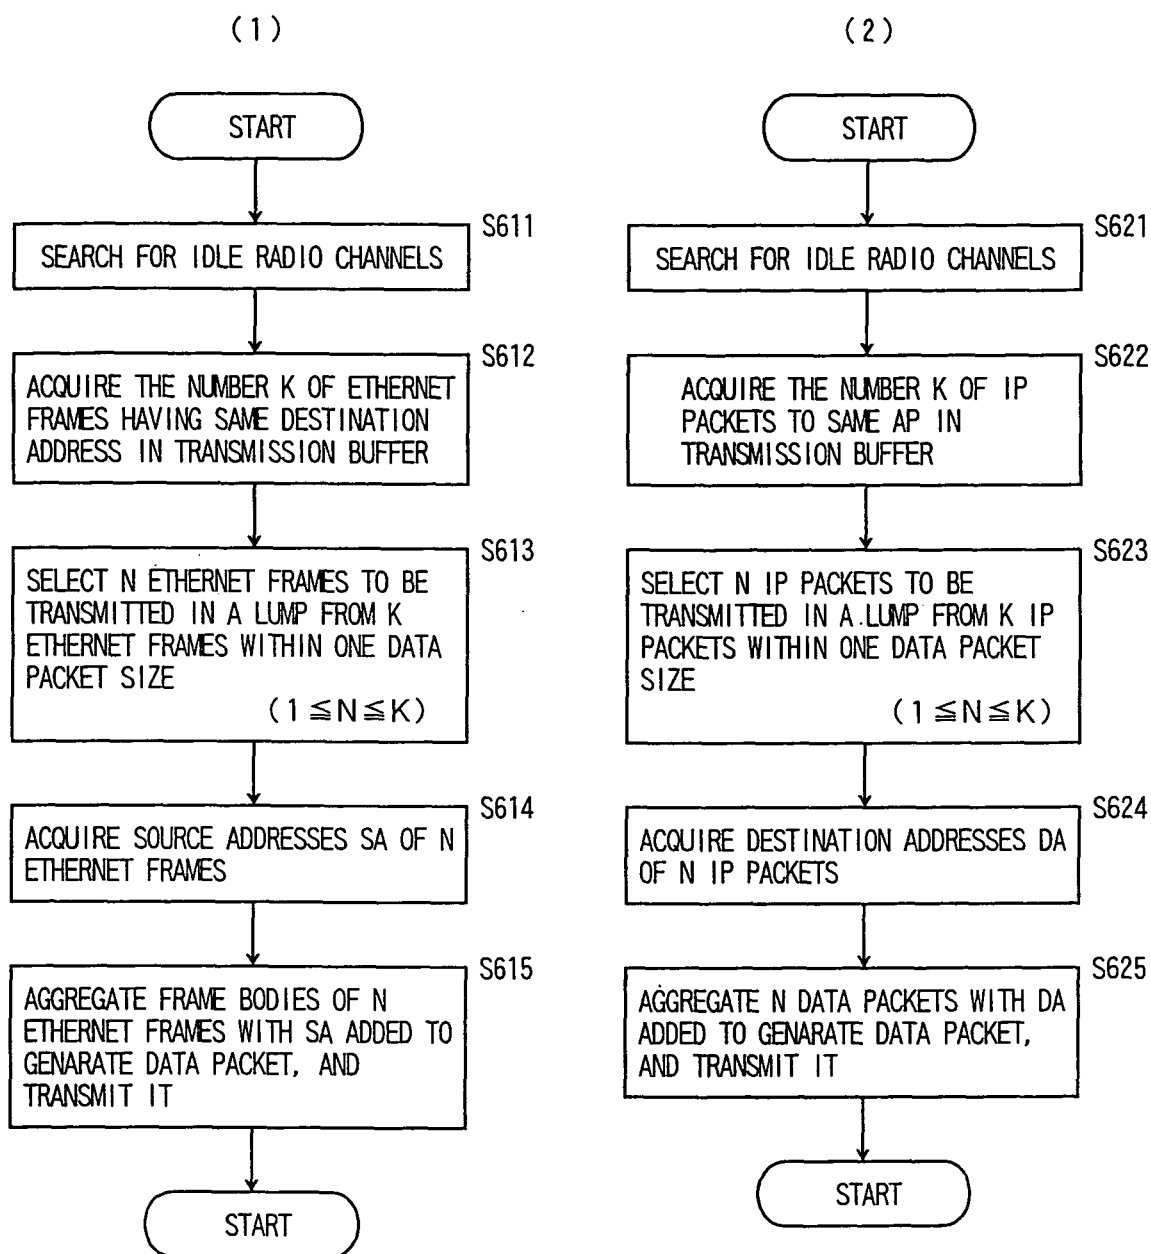 (1)
START
S611
SEARCH FOR IDLE RADIO CHANNELS
S612
ACQUIRE THE NUMBER K OF ETHERNET
FRAMES HAVING SAME DESTINATION
ADDRESS IN TRANSMISSION BUFFER
S613
SELECT N ETHERNET FRAMES TO BE
TRANSMITTED IN A LUMP FROM K
ETHERNET FRAMES WITHIN ONE DATA
PACKET SIZE
(1≦N≦K)
S614
ACQUIRE SOURCE ADDRESSES SA OF N
ETHERNET FRAMES
S615
AGGREGATE FRAME BODIES OF N
ETHERNET FRAMES WITH SA ADDED TO
GENARATE DATA PACKET, AND
TRANSMIT IT
START
(2)
START
S621
SEARCH FOR IDLE RADIO CHANNELS
S622
ACQUIRE THE NUMBER K OF IP
PACKETS TO SAME AP IN
TRANSMISSION BUFFER
S623
SELECT N IP PACKETS TO BE
TRANSMITTED IN A LUMP FROM K IP
PACKETS WITHIN ONE DATA PACKET
SIZE
(1≦N≦K)
S624
ACQUIRE DESTINATION ADDRESSES DA
OF N IP PACKETS
S625
AGGREGATE N DATA PACKETS WITH DA
ADDED TO GENARATE DATA PACKET,
AND TRANSMIT IT
START